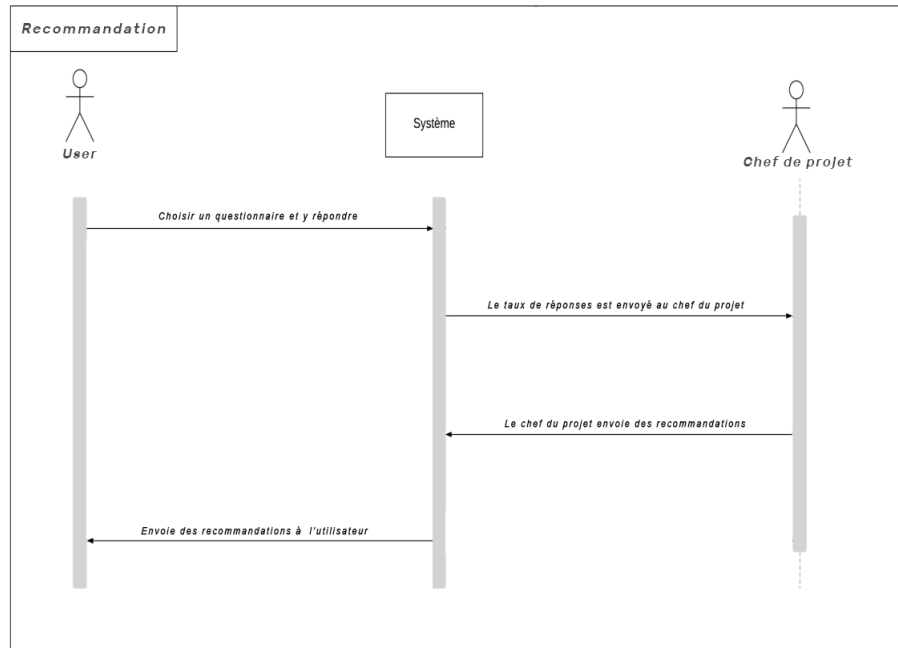 Recommandation
User
Système
Chef de projet
Choisir un questionnaire et y répondre
Le taux de réponses est envoyé au chef du projet
Le chef du projet envoie des recommandations
Envoie des recommandations à l'utilisateur